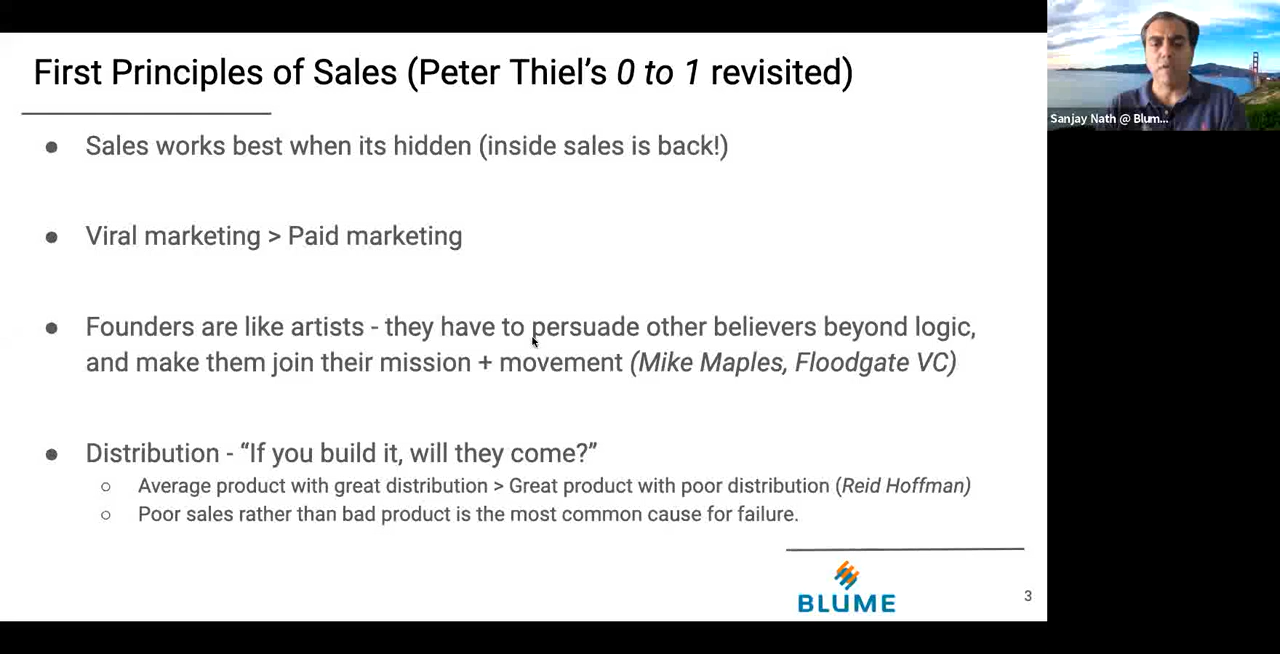 First Principles of Sales (Peter Thiel's 0 to 1 revisited)
● Sales works best when its hidden (inside sales is back!)
● Viral marketing > Paid marketing
● Founders are like artists - they have to persuade other believers beyond logic,
and make them join their mission + movement (Mike Maples, Floodgate VC)
● Distribution - “If you build it, will they come?”
○ Average product with great distribution > Great product with poor distribution (Reid Hoffman)
○ Poor sales rather than bad product is the most common cause for failure.
BLUME
3
Sanjay Nath @ Blum...